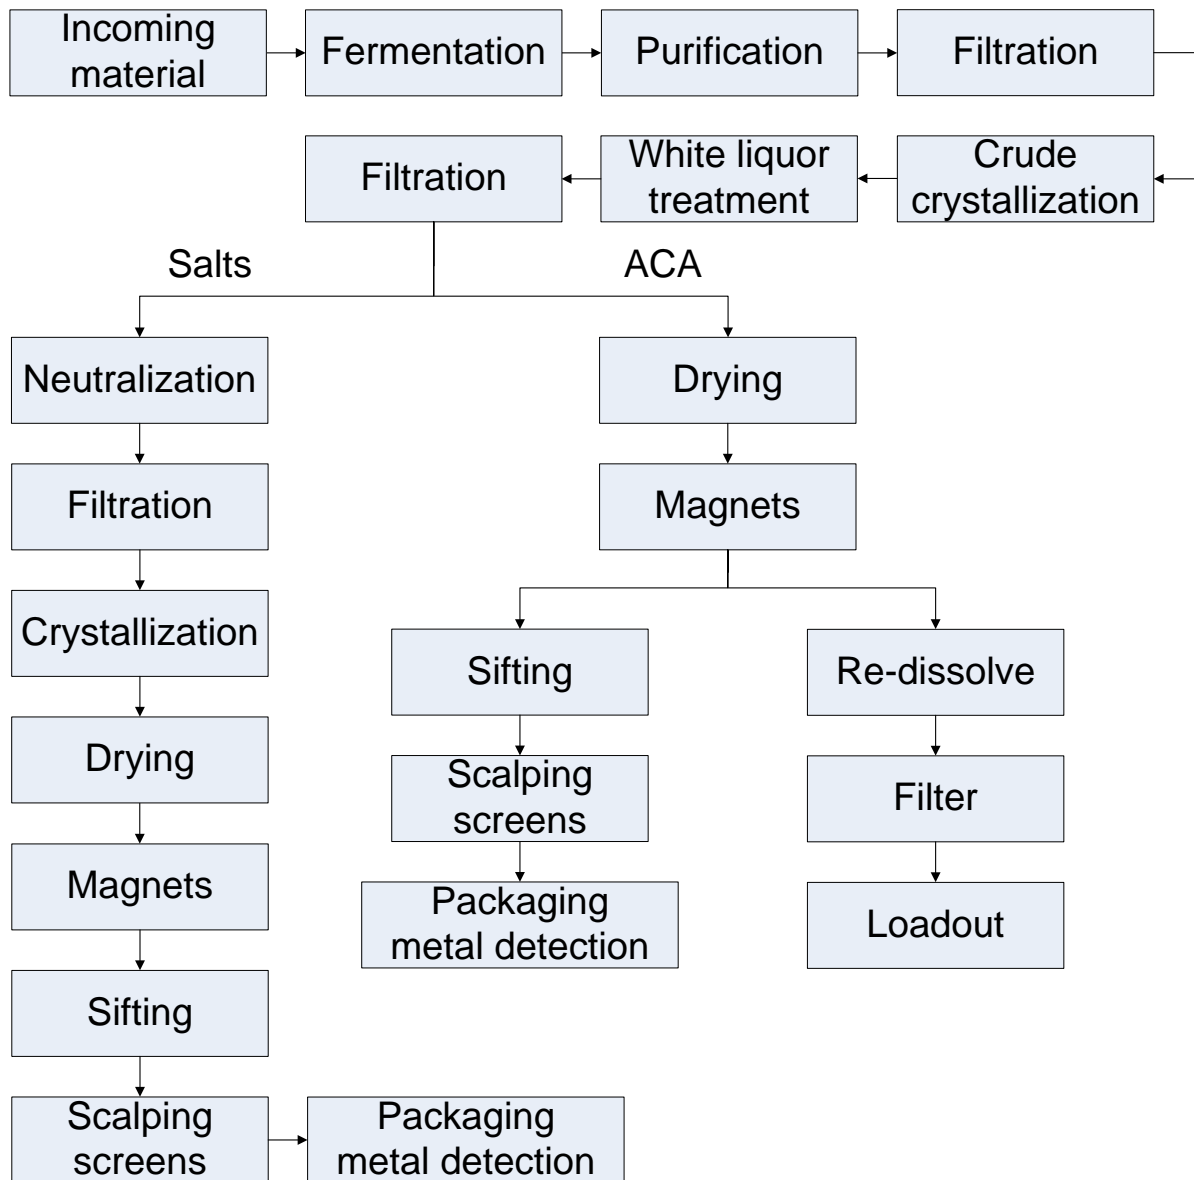 Incoming
material
Fermentation
Purification
Filtration
Filtration
White liquor
treatment
Crude
crystallization
Salts
ACA
Neutralization
Drying
Filtration
Magnets
Crystallization
Sifting
Re-dissolve
Drying
Scalping
screens
Filter
Magnets
Packaging
metal detection
Loadout
Sifting
Scalping
screens
Packaging
metal detection